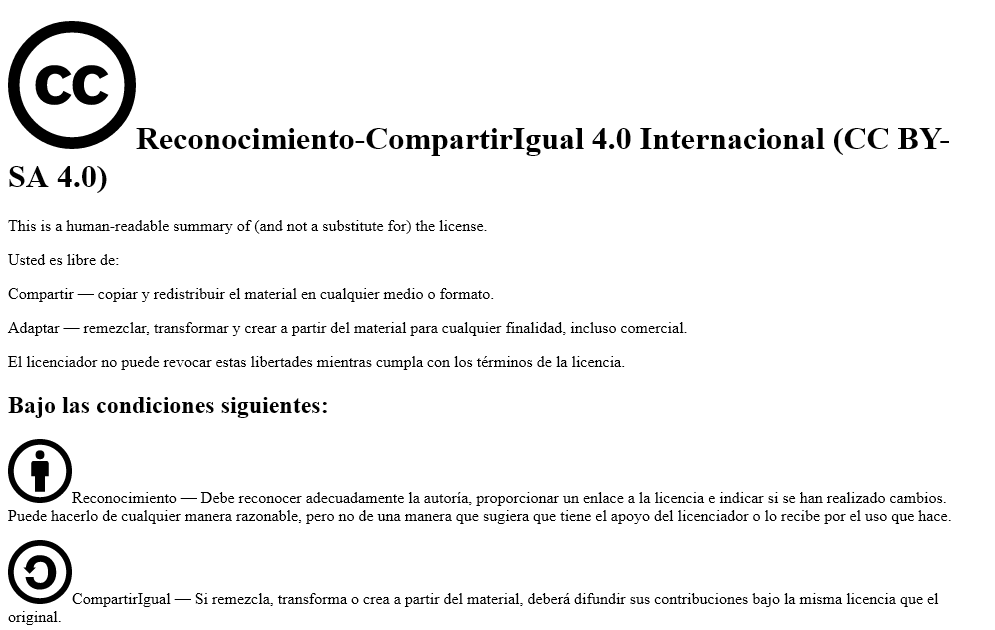 CC
Reconocimiento-CompartirIgual 4.0 Internacional (CC BY-
SA 4.0)
This is a human-readable summary of (and not a substitute for) the license.
Usted es libre de:
Compartir — copiar y redistribuir el material en cualquier medio o formato.
Adaptar — remezclar, transformar y crear a partir del material para cualquier finalidad, incluso comercial.
El licenciador no puede revocar estas libertades mientras cumpla con los términos de la licencia.
Bajo las condiciones siguientes:
Reconocimiento — Debe reconocer adecuadamente la autoría, proporcionar un enlace a la licencia e indicar si se han realizado cambios.
Puede hacerlo de cualquier manera razonable, pero no de una manera que sugiera que tiene el apoyo del licenciador o lo recibe por el uso que hace.
CompartirIgual — Si remezcla, transforma o crea a partir del material, deberá difundir sus contribuciones bajo la misma licencia que el
original.